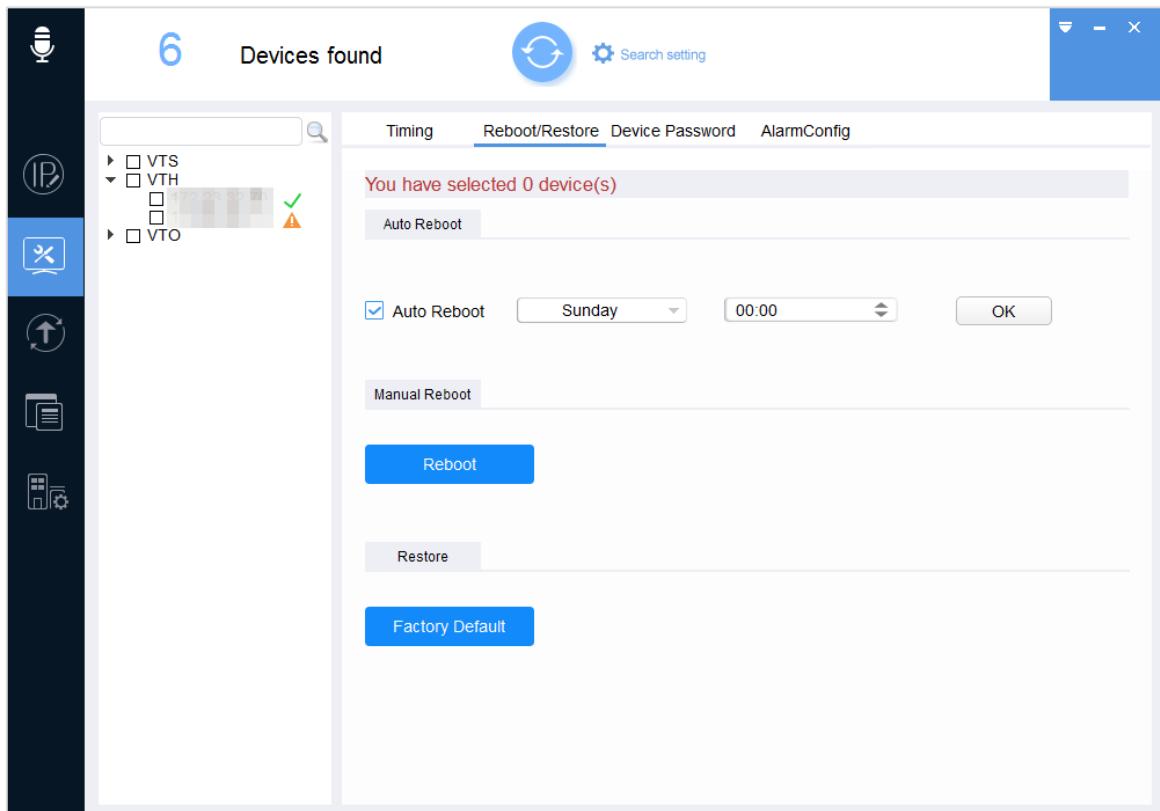 6 Devices found
Search setting
IP
Timing Reboot/Restore Device Password AlarmConfig
VTS
VTH
VTO
You have selected 0 device(s)
Auto Reboot
Auto Reboot Sunday 00:00 OK
Manual Reboot
Reboot
Restore
Factory Default